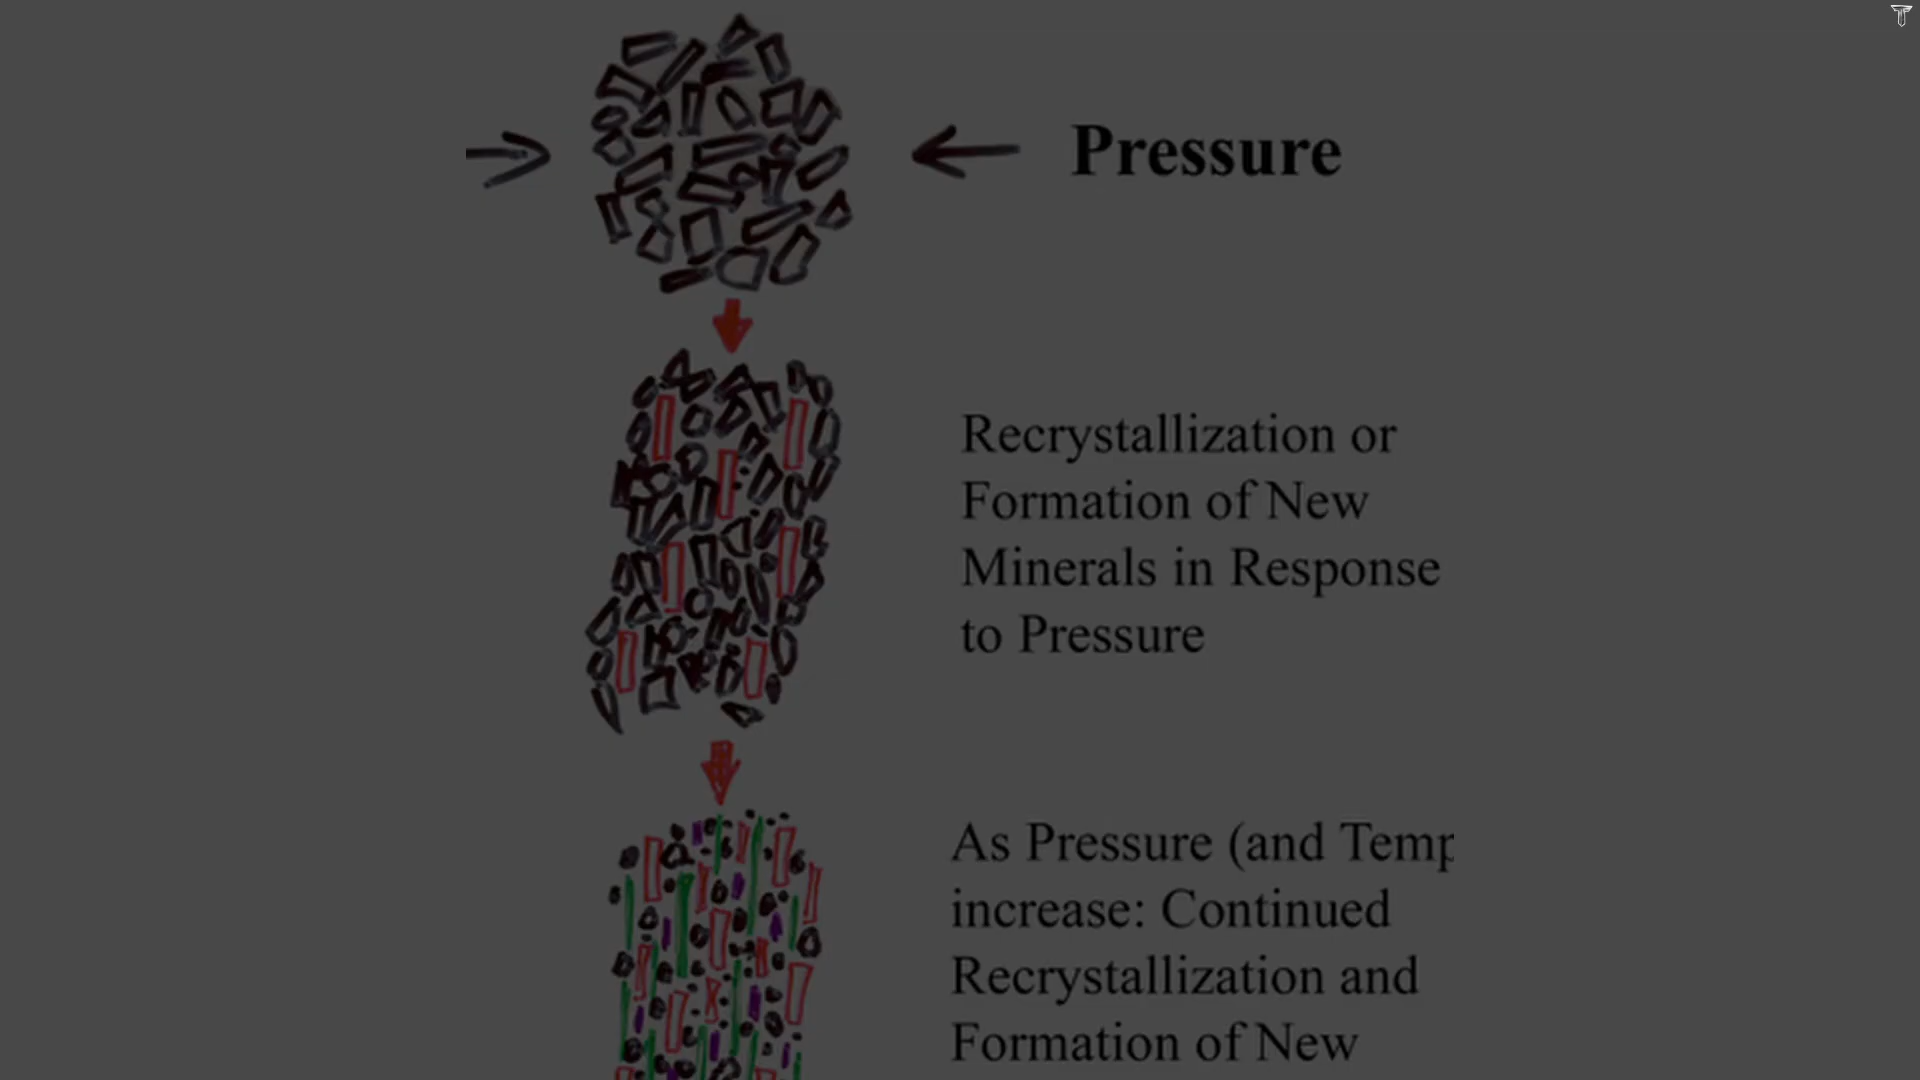 Pressure
Recrystallization or
Formation of New
Minerals in Response
to Pressure
As Pressure (and Temp
increase: Continued
Recrystallization and
Formation of New